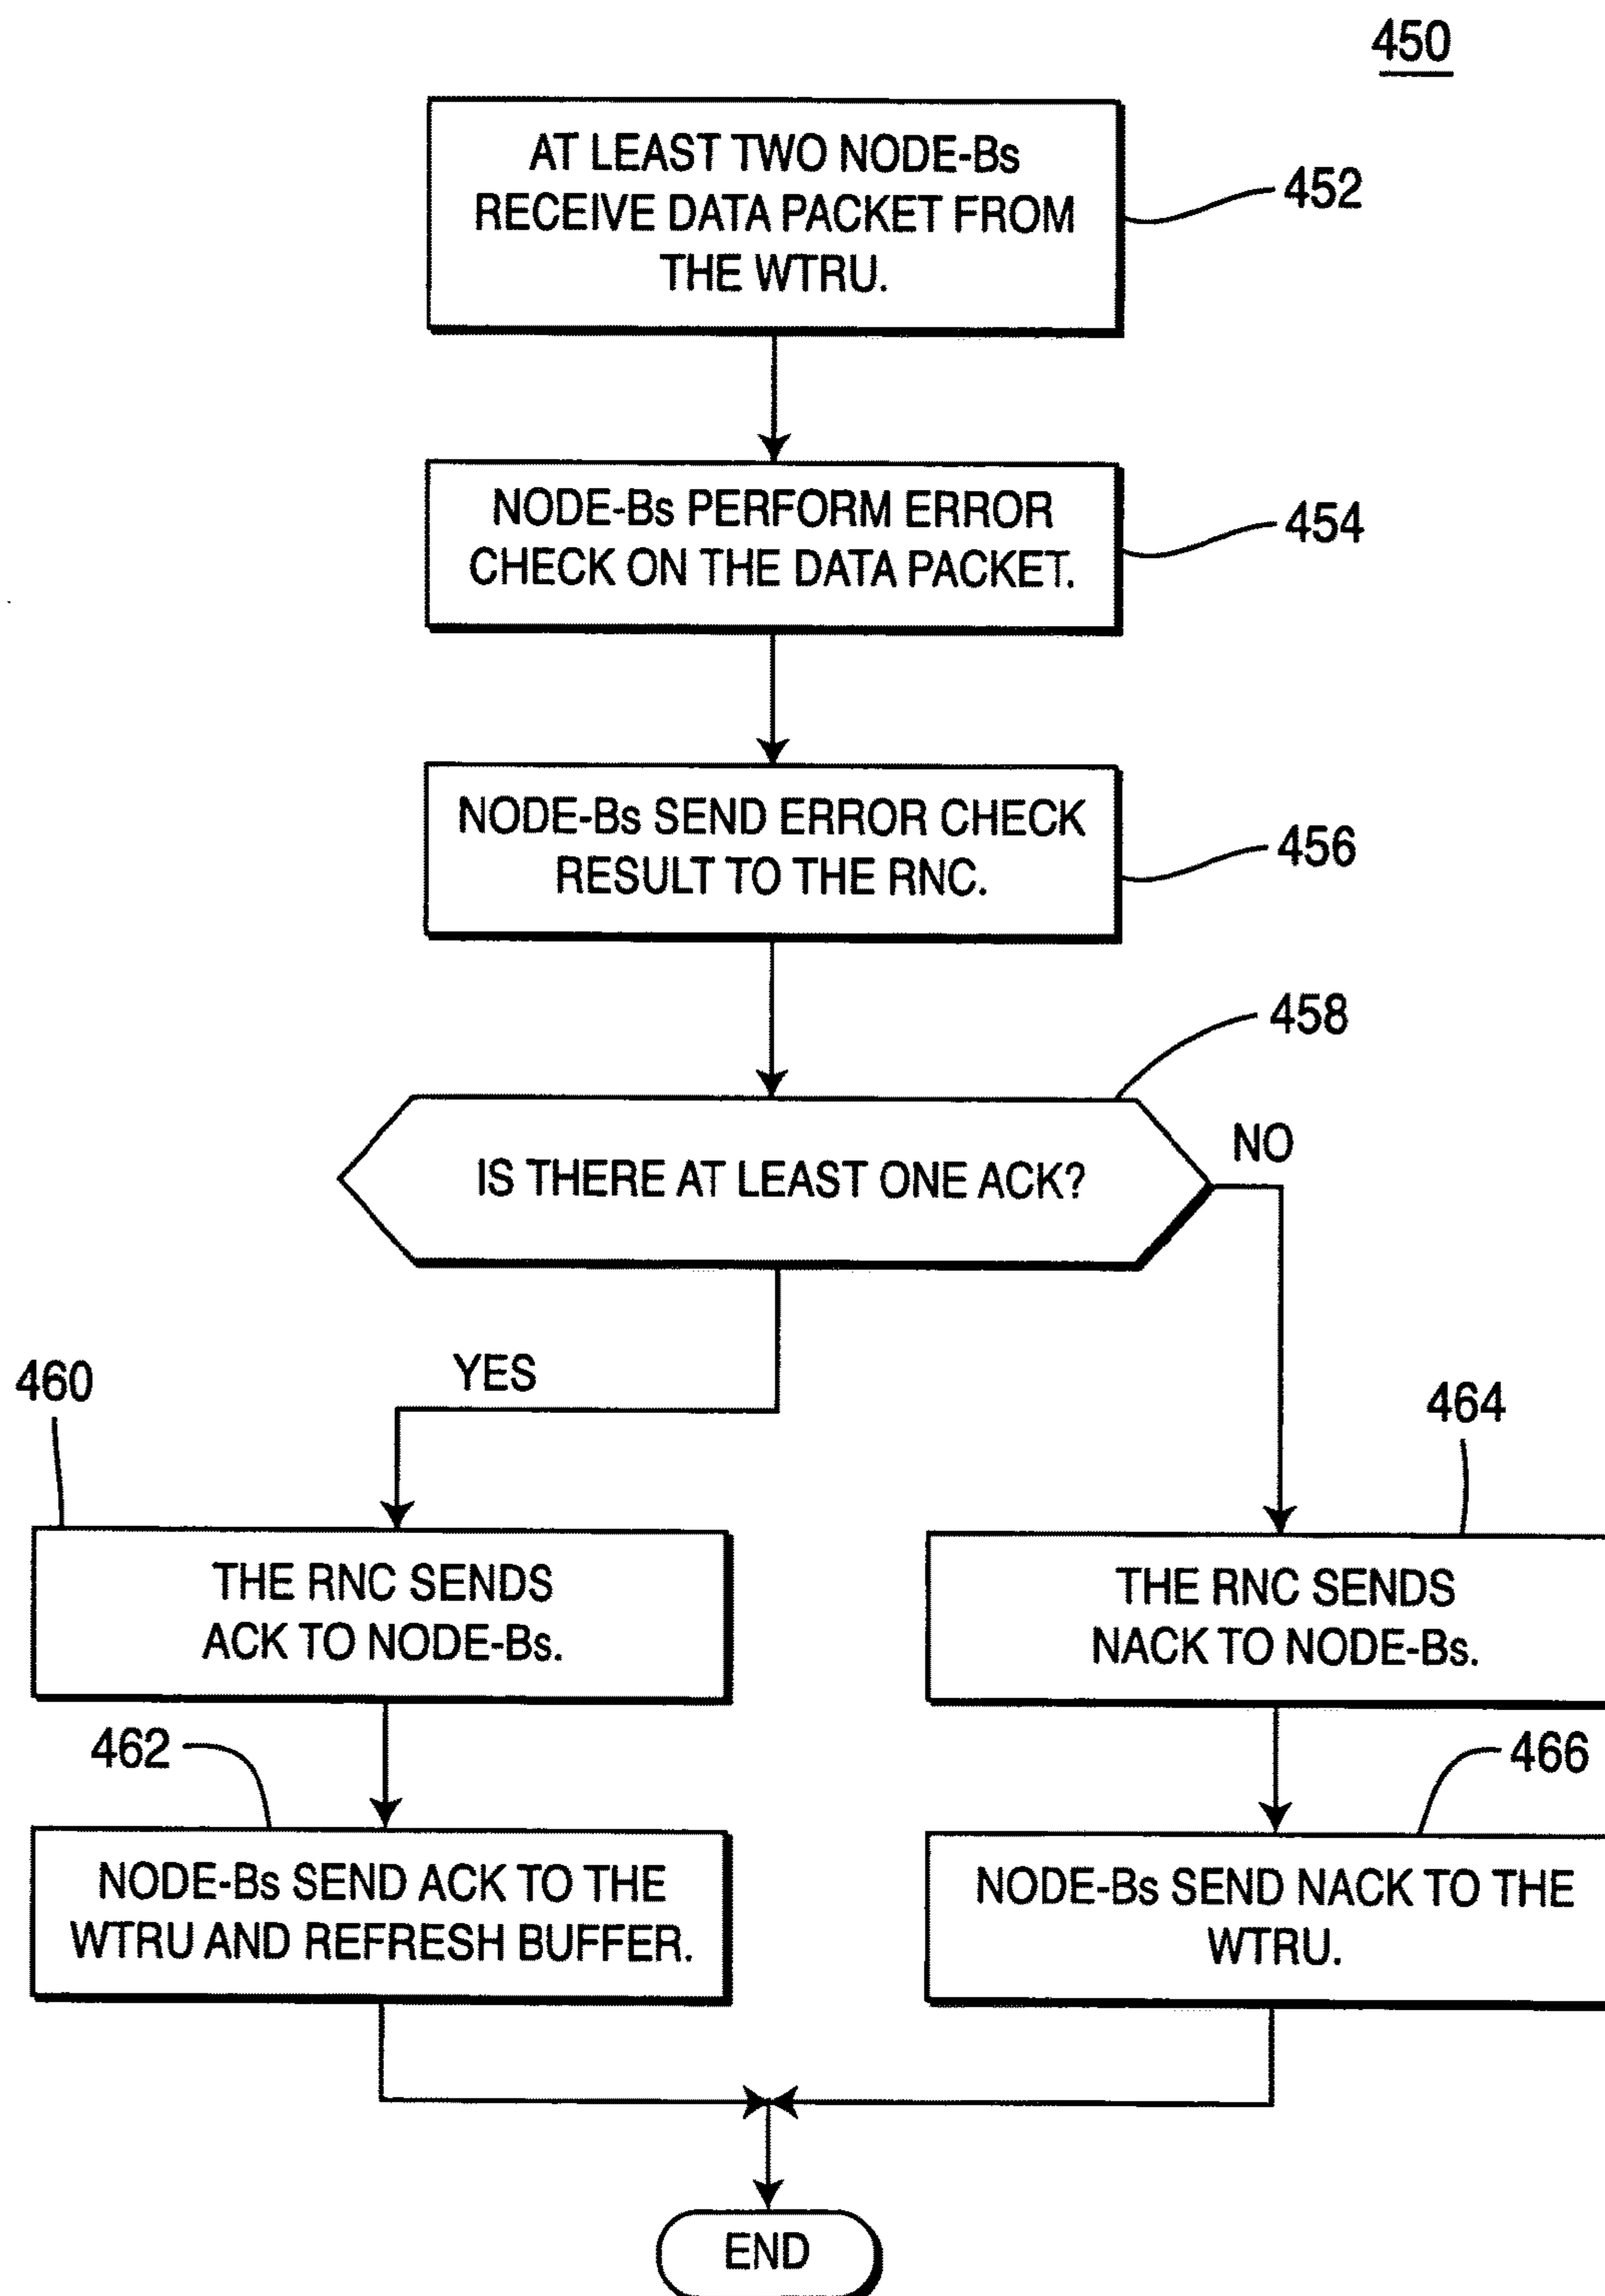 450
AT LEAST TWO NODE-Bs
RECEIVE DATA PACKET FROM
THE WTRU.
452
NODE-Bs PERFORM ERROR
CHECK ON THE DATA PACKET.
454
NODE-Bs SEND ERROR CHECK
RESULT TO THE RNC.
456
458
IS THERE AT LEAST ONE ACK?
NO
YES
460
464
THE RNC SENDS
ACK TO NODE-Bs.
THE RNC SENDS
NACK TO NODE-Bs.
462
466
NODE-Bs SEND ACK TO THE
WTRU AND REFRESH BUFFER.
NODE-Bs SEND NACK TO THE
WTRU.
END